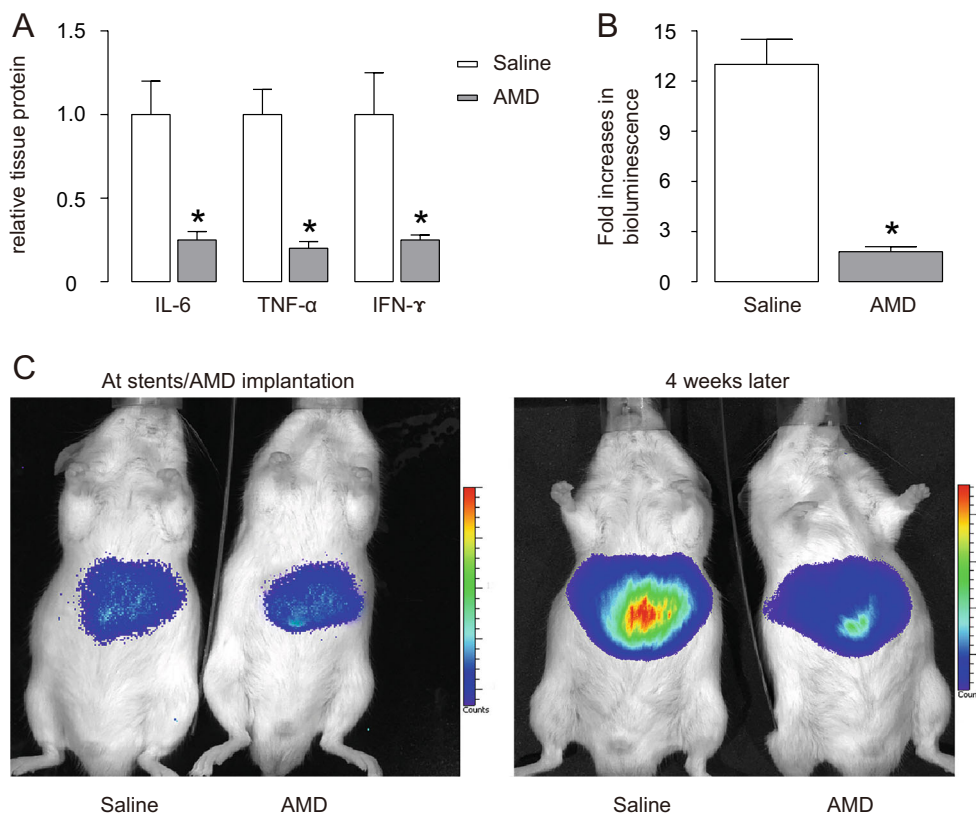 A
relative tissue protein
1.5
1.0
0.5
0
*
*
*
IL-6
TNF-α
IFN-ɤ
Saline
AMD
B
Fold increases in
bioluminescence
15
12
9
6
3
0
*
Saline
AMD
C
At stents/AMD implantation
4 weeks later
Counts
Counts
Saline
AMD
Saline
AMD